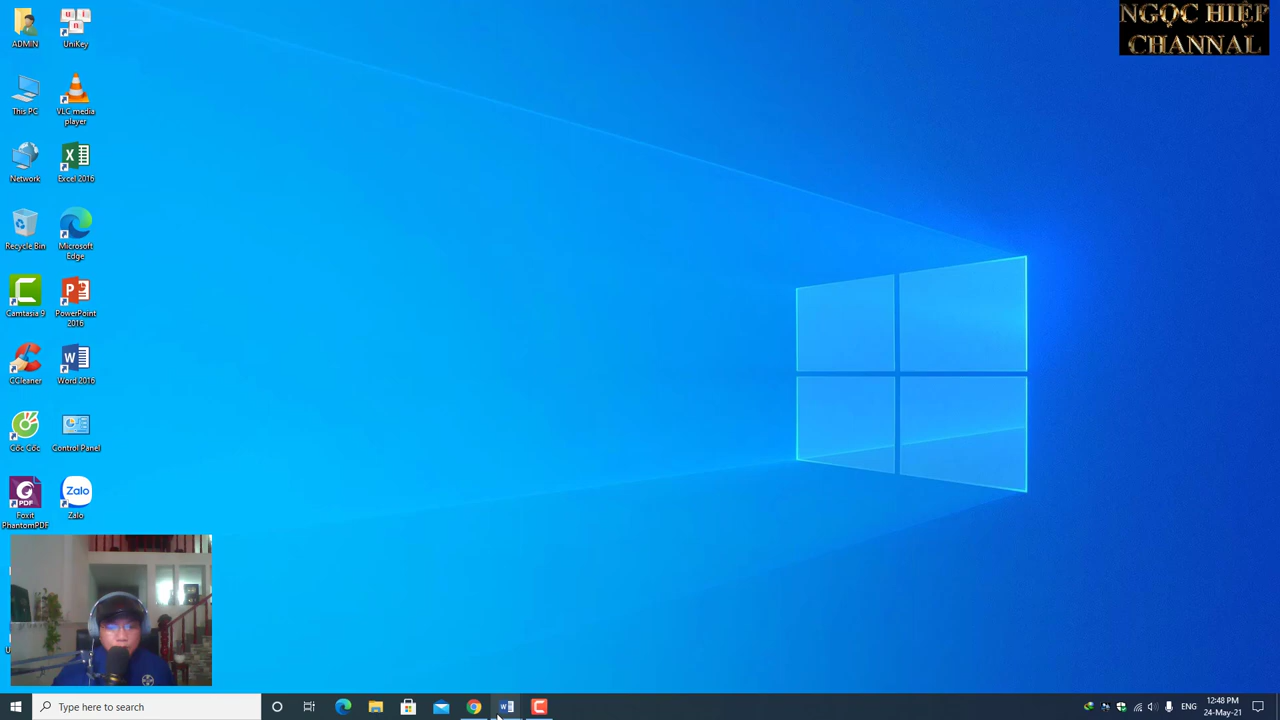 NGỌC HIỆP
CHANNAL
ADMIN
UniKey
This PC
VLC media
player
Network
Excel 2016
Recycle Bin
Microsoft
Edge
Camtasia 9
PowerPoint
2016
CCleaner
Word 2016
Cốc Cốc
Control Panel
Foxit
PhantomPDF
Zalo
Zalo
Type here to search
ENG
12:48 PM
24-May-21